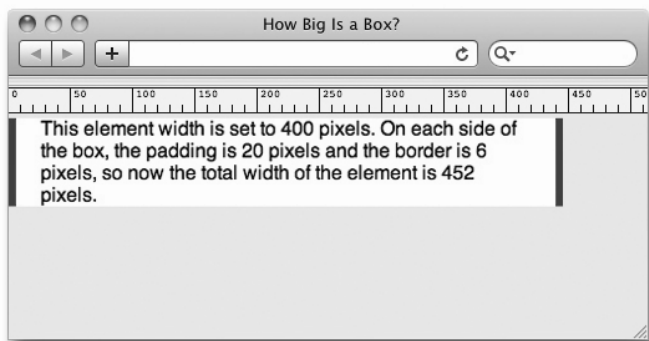 How Big Is a Box?
0 50 100 150 200 250 300 350 400 450 50
This element width is set to 400 pixels. On each side of
the box, the padding is 20 pixels and the border is 6
pixels, so now the total width of the element is 452
pixels.